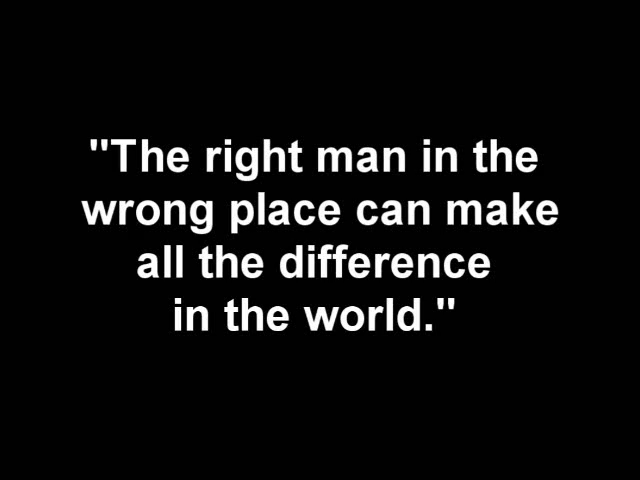 "The right man in the
wrong place can make
all the difference
in the world."